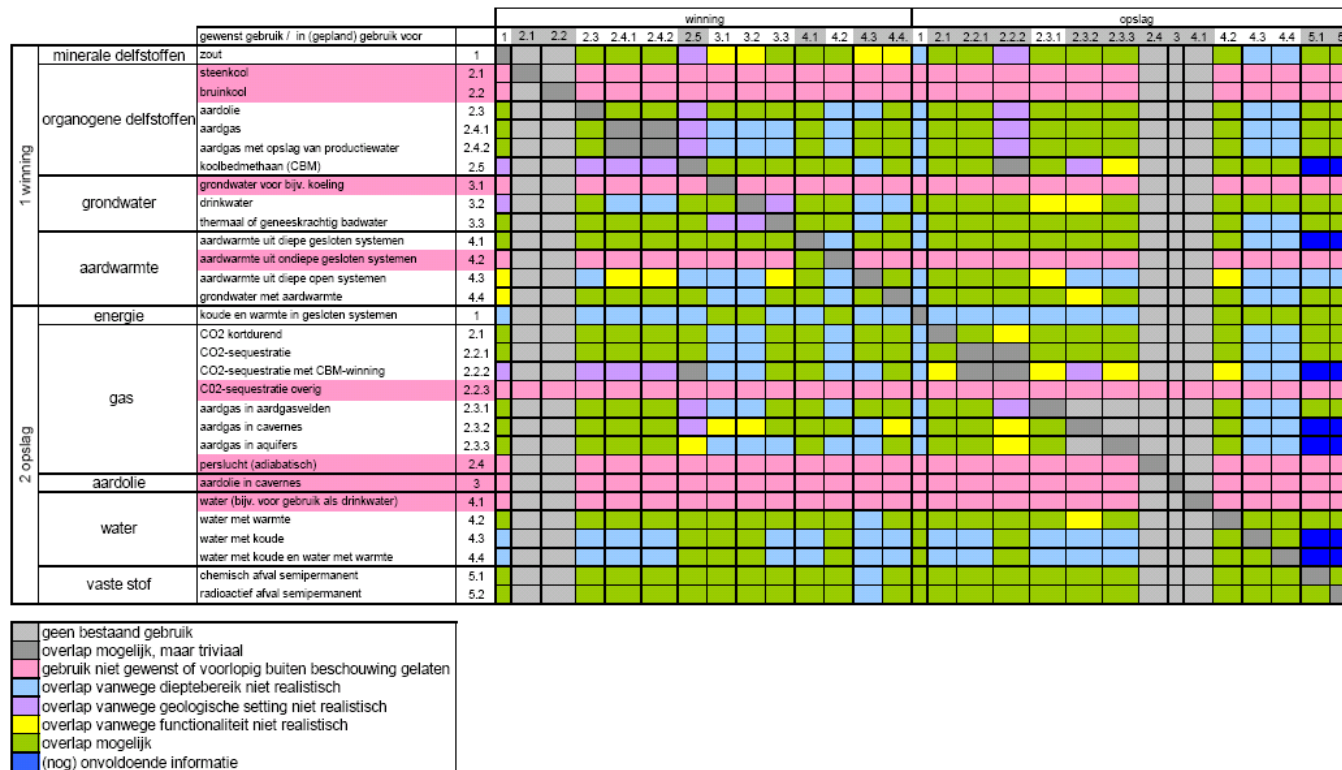 winning opslag
gewenst gebruik / in (gepland) gebruik voor 1 2.1 2.2 2.3 2.4.1 2.4.2 2.5 3.1 3.2 3.3 4.1 4.2 4.3 4.4. 1 2.1 2.2.1 2.2.2 2.3.1 2.3.2 2.3.3 2.4 3 4.1 4.2 4.3 4.4 5.1
1 winning
minerale delfstoffen zout 1
organogene delfstoffen
steenkool 2.1
bruinkool 2.2
aardolie 2.3
aardgas 2.4.1
aardgas met opslag van productiewater 2.4.2
koolbedmethaan (CBM) 2.5
grondwater
grondwater voor bijv. koeling 3.1
drinkwater 3.2
thermaal of geneeskrachtig badwater 3.3
aardwarmte
aardwarmte uit diepe gesloten systemen 4.1
aardwarmte uit ondiepe gesloten systemen 4.2
aardwarmte uit diepe open systemen 4.3
grondwater met aardwarmte 4.4
2 opslag
energie koude en warmte in gesloten systemen 1
gas
CO2 kortdurend 2.1
CO2-sequestratie 2.2.1
CO2-sequestratie met CBM-winning 2.2.2
C02-sequestratie overig 2.2.3
aardgas in aardgasvelden 2.3.1
aardgas in cavernes 2.3.2
aardgas in aquifers 2.3.3
perslucht (adiabatisch) 2.4
aardolie aardolie in cavernes 3
water
water (bijv. voor gebruik als drinkwater) 4.1
water met warmte 4.2
water met koude 4.3
water met koude en water met warmte 4.4
vaste stof
chemisch afval semipermanent 5.1
radioactief afval semipermanent 5.2
geen bestaand gebruik
overlap mogelijk, maar triviaal
gebruik niet gewenst of voorlopig buiten beschouwing gelaten
overlap vanwege dieptebereik niet realistisch
overlap vanwege geologische setting niet realistisch
overlap vanwege functionaliteit niet realistisch
overlap mogelijk
(nog) onvoldoende informatie